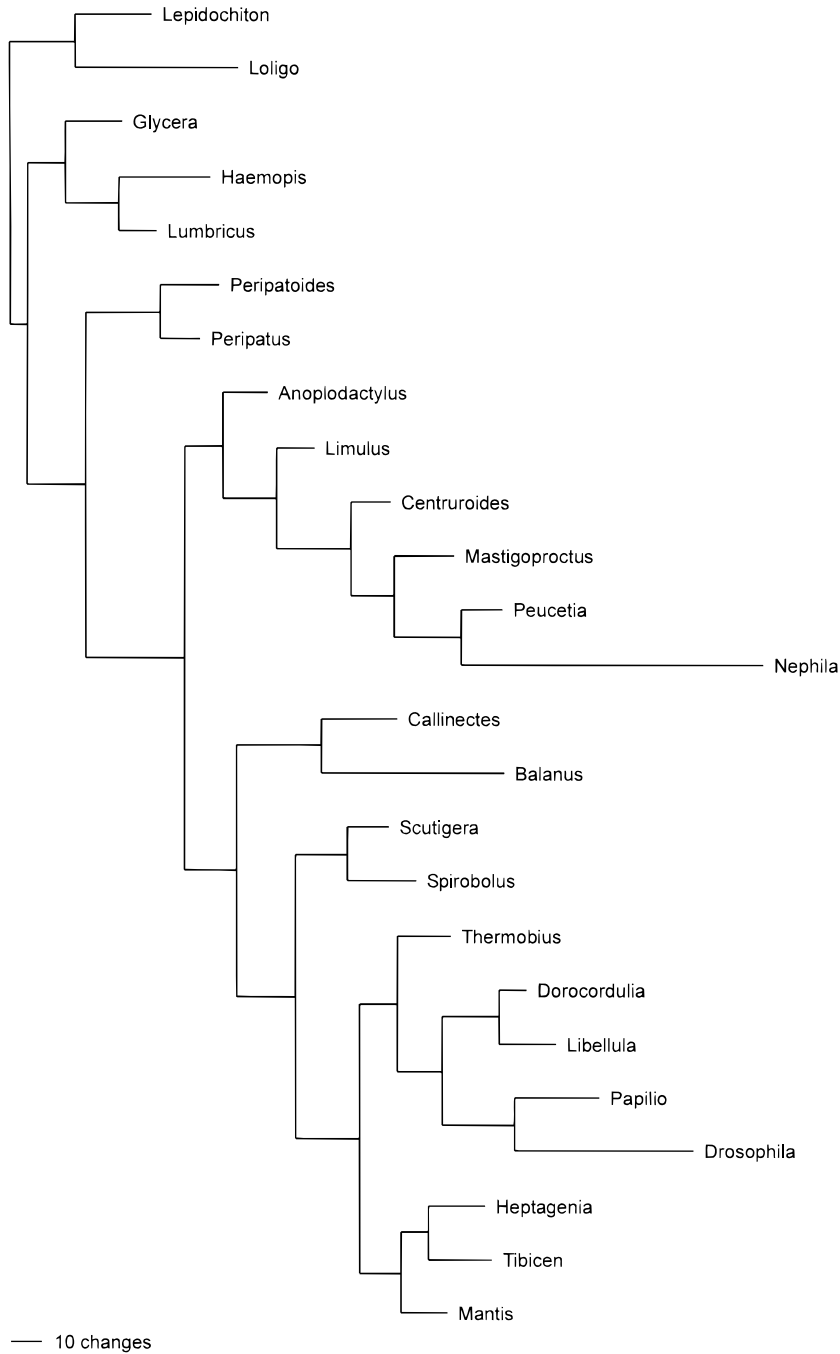 Lepidochiton
Loligo
Glycera
Haemopis
Lumbricus
Peripatoides
Peripatus
Anoplodactylus
Limulus
Centruroides
Mastigoproctus
Peucetia
Nephila
Callinectes
Balanus
Scutigera
Spirobolus
Thermobius
Dorocordulia
Libellula
Papilio
Drosophila
Heptagenia
Tibicen
Mantis
10 changes